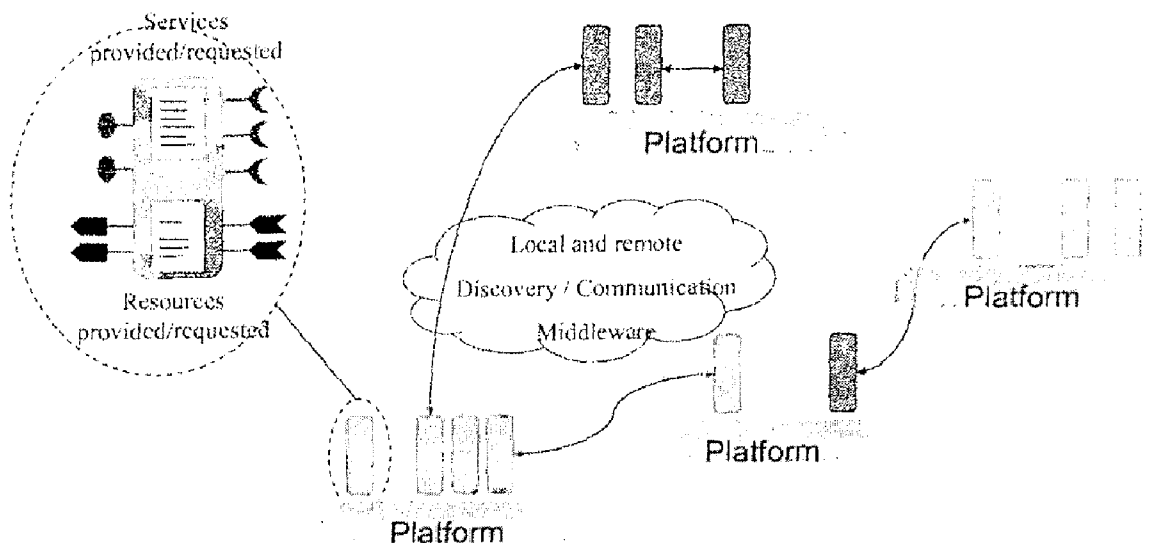 Services
provided/requested
Resources
provided/requested
Platform
Local and remote
Discovery / Communication
Middleware
Platform
Platform
Platform